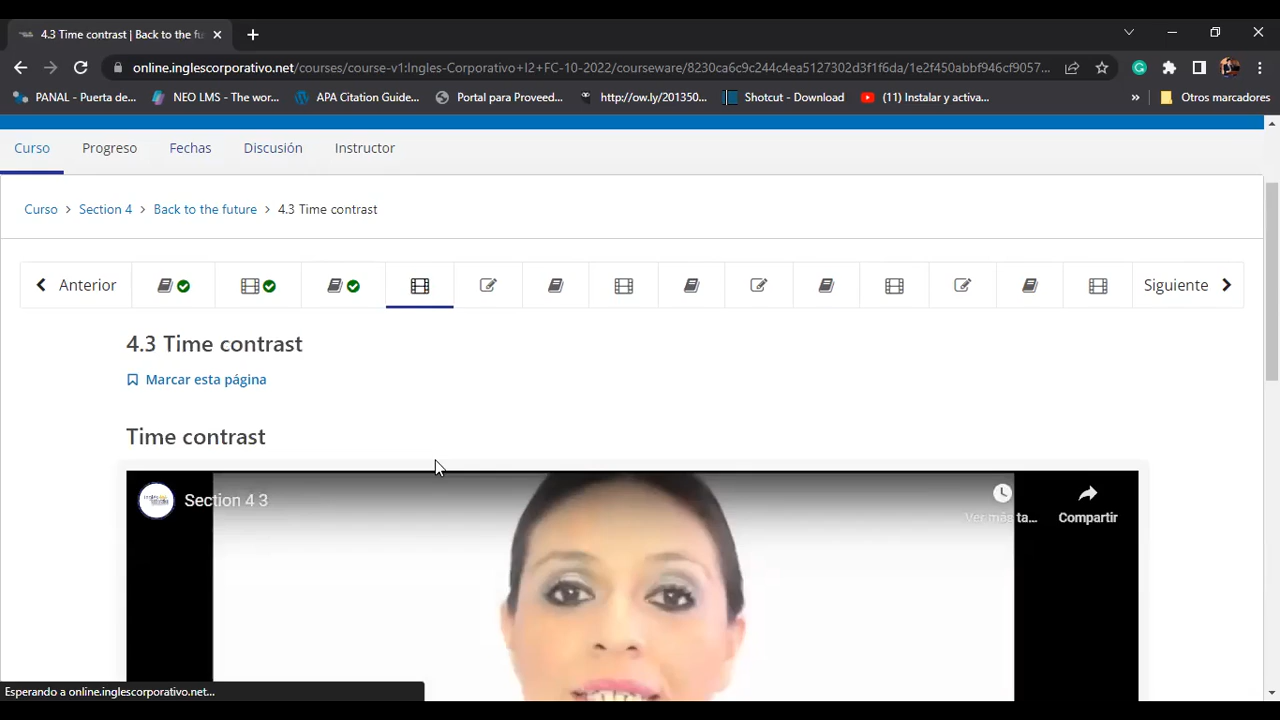 4.3 Time contrast | Back to the fu
online.inglescorporativo.net/courses/course-v1:Ingles-Corporativo+I2+FC-10-2022/courseware/8230ca6c9c244c4ea5127302d3f1f6da/1e2f450abbf946cf9057...
PANAL - Puerta de... NEO LMS - The wor... APA Citation Guide... Portal para Proveed... http://ow.ly/201350... Shotcut - Download (11) Instalar y activa... » Otros marcadores
Curso Progreso Fechas Discusión Instructor
Curso > Section 4 > Back to the future > 4.3 Time contrast
Anterior Siguiente
4.3 Time contrast
Marcar esta página
Time contrast
Section 4 3
Ver más ta... Compartir
Esperando a online.inglescorporativo.net...